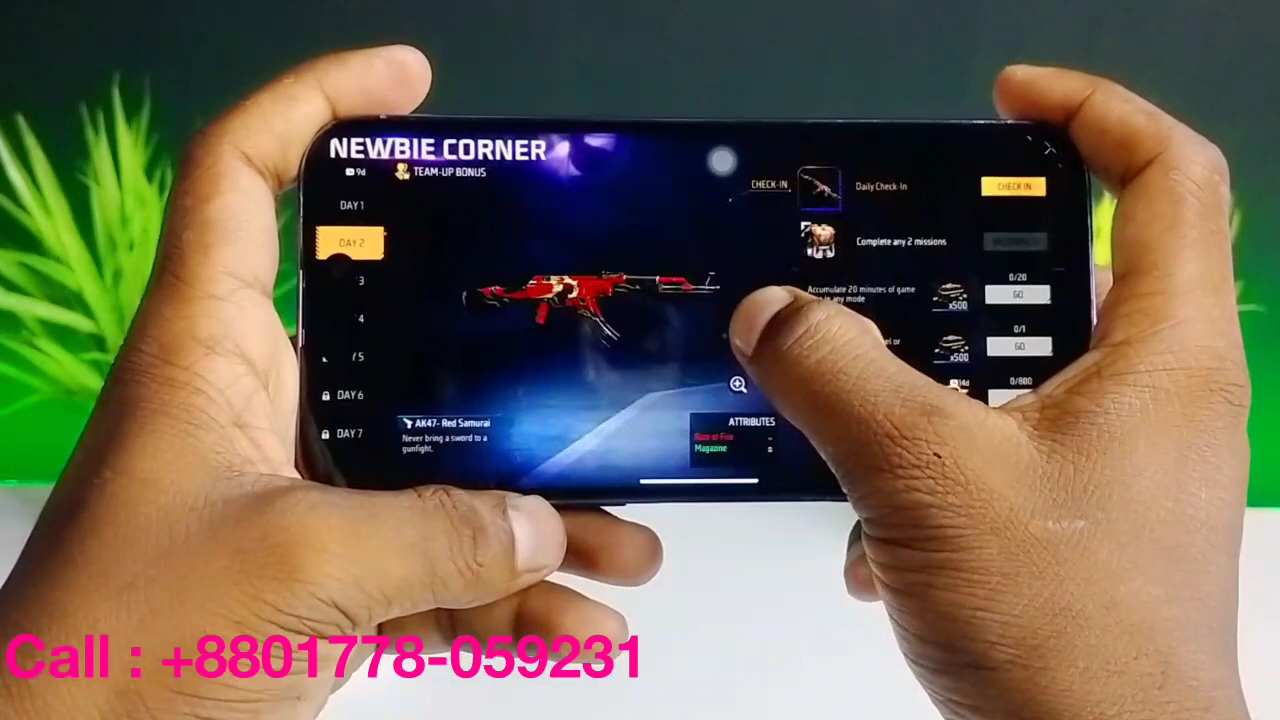 NEWBIE CORNER
9d
TEAM-UP BONUS
DAY 1
DAY 2
3
4
/ 5
DAY 6
DAY 7
CHECK-IN
Daily Check-In
CHECK IN
Complete any 2 missions
Accumulate 20 minutes of game
in any mode
x500
0/20
GO
or
x500
0/1
GO
14d
0/800
AK47- Red Samurai
Never bring a sword to a
gunfight.
ATTRIBUTES
Rate of Fire
Magazine
Call : +8801778-059231